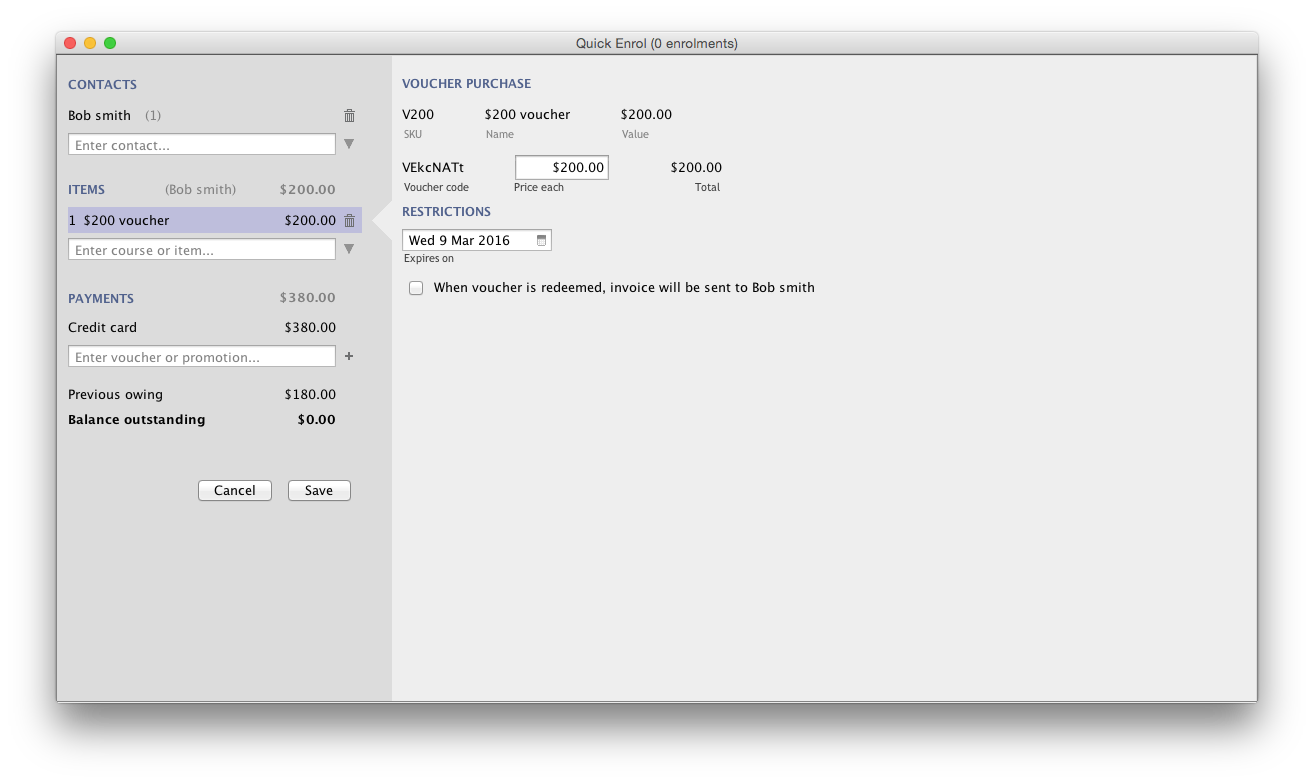 Quick Enrol (0 enrolments)
CONTACTS
Bob smith (1)
Enter contact...
ITEMS (Bob smith) $200.00
1 $200 voucher $200.00
Enter course or item...
PAYMENTS $380.00
Credit card $380.00
Enter voucher or promotion...
Previous owing $180.00
Balance outstanding $0.00
Cancel Save
VOUCHER PURCHASE
V200 $200 voucher $200.00
SKU Name Value
VEkcNATt $200.00 $200.00
Voucher code Price each Total
RESTRICTIONS
Wed 9 Mar 2016
Expires on
When voucher is redeemed, invoice will be sent to Bob smith